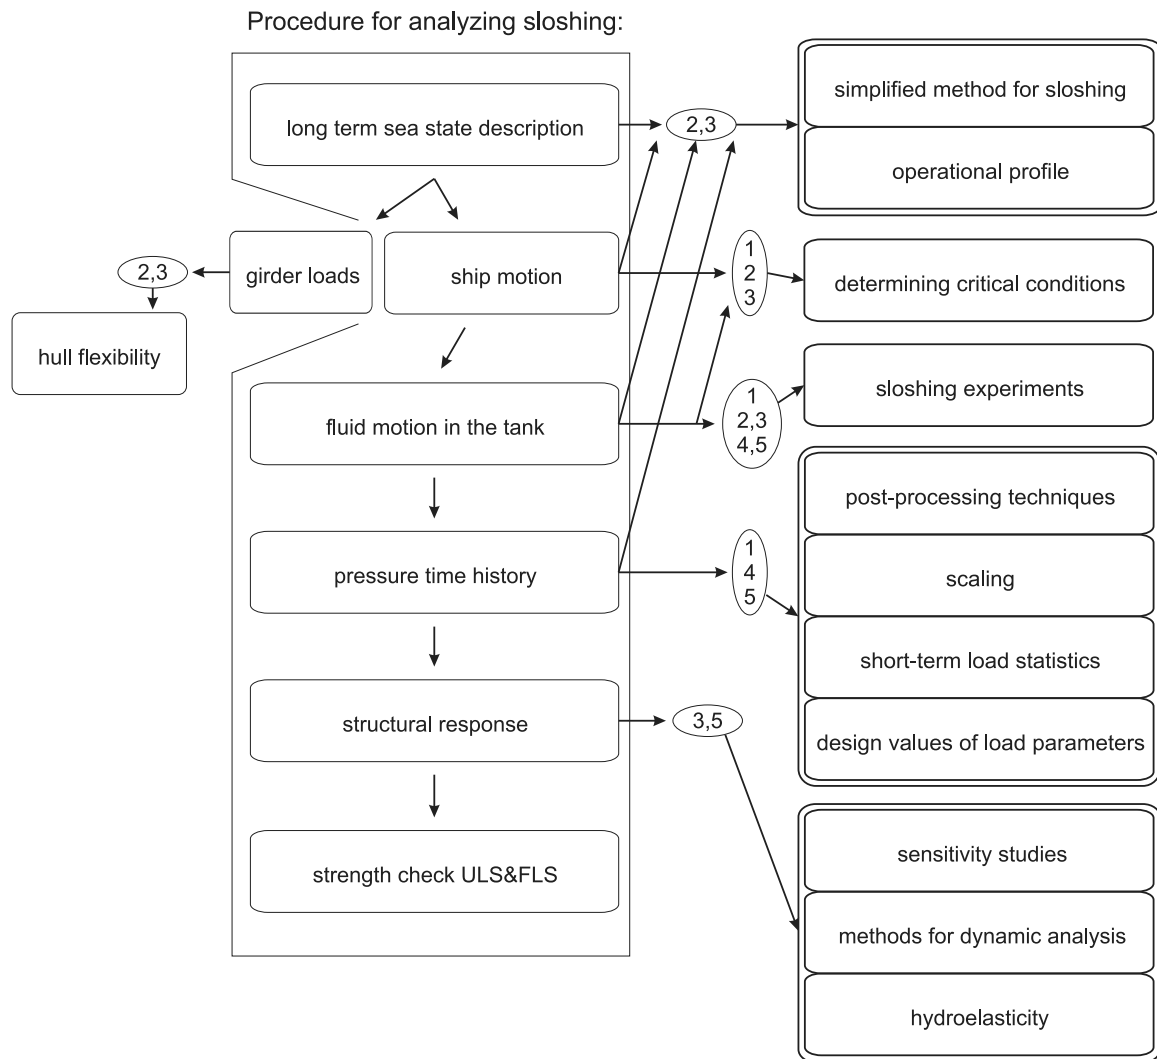 Procedure for analyzing sloshing:
long term sea state description
2,3
simplified method for sloshing
operational profile
2,3
girder loads
ship motion
1
2
3
determining critical conditions
hull flexibility
fluid motion in the tank
1
2,3
4,5
sloshing experiments
post-processing techniques
pressure time history
1
4
5
scaling
short-term load statistics
structural response
3,5
design values of load parameters
strength check ULS&FLS
sensitivity studies
methods for dynamic analysis
hydroelasticity